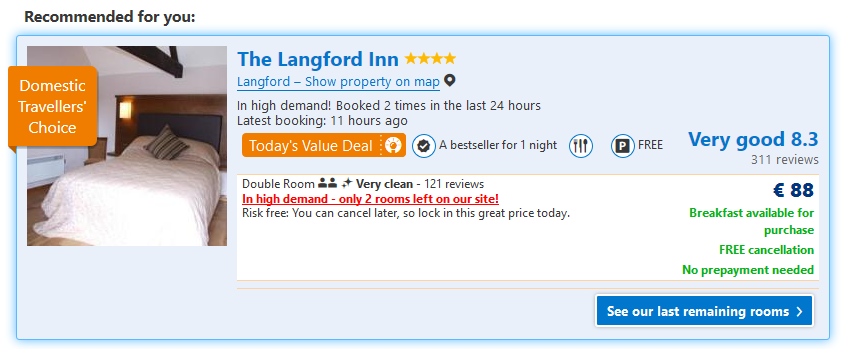 Recommended for you:
Domestic
Travellers'
Choice
The Langford Inn
Langford – Show property on map
In high demand! Booked 2 times in the last 24 hours
Latest booking: 11 hours ago
Today's Value Deal A bestseller for 1 night P FREE
Very good 8.3
311 reviews
Double Room Very clean - 121 reviews
In high demand - only 2 rooms left on our site!
Risk free: You can cancel later, so lock in this great price today.
€ 88
Breakfast available for
purchase
FREE cancellation
No prepayment needed
See our last remaining rooms